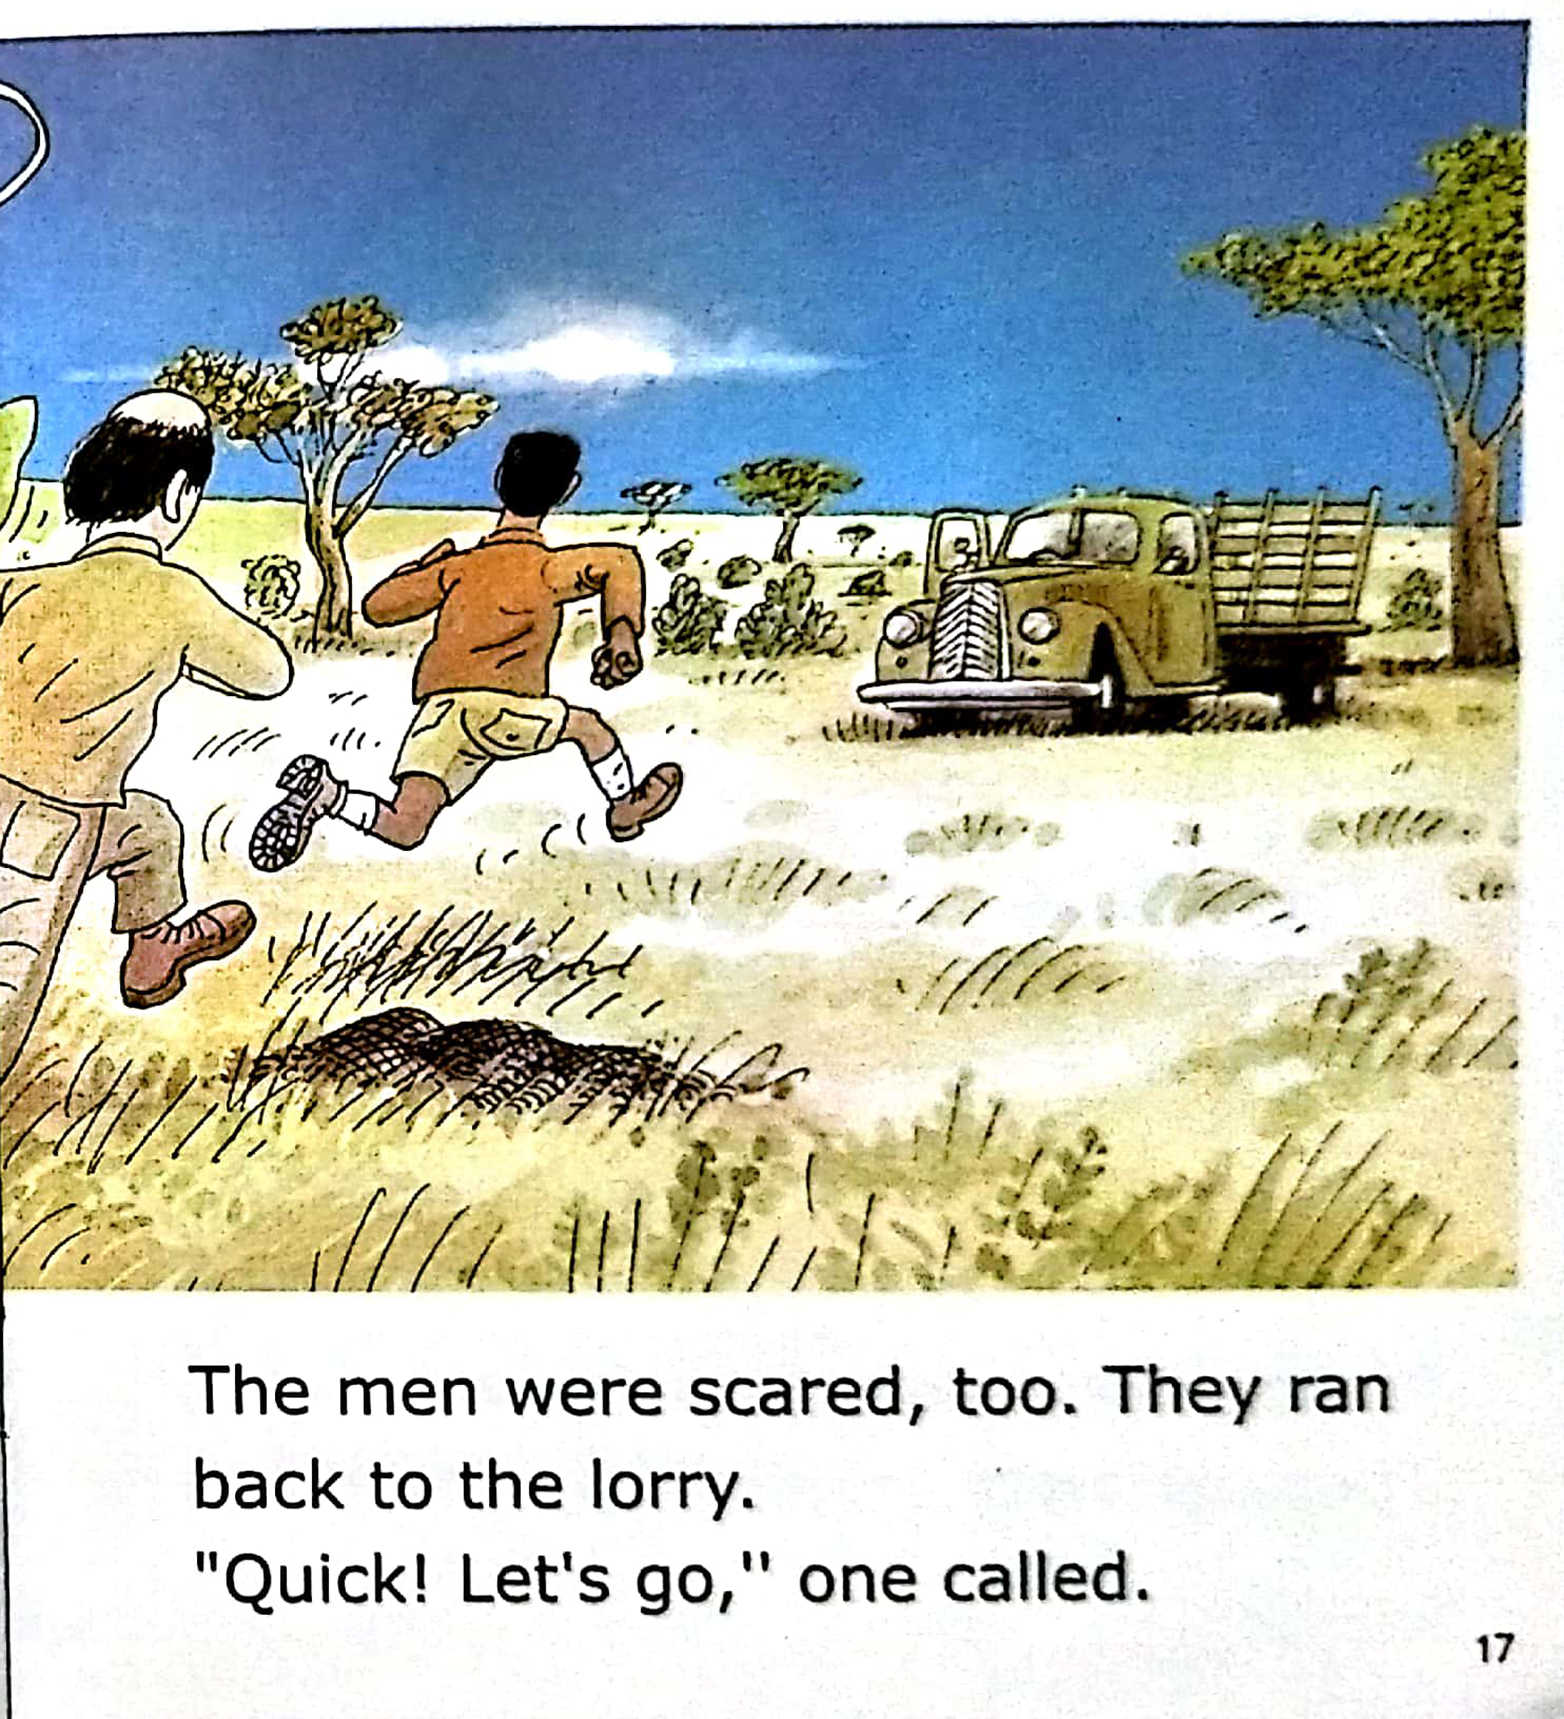 The men were scared, too. They ran
back to the lorry.
"Quick! Let's go," one called.
17